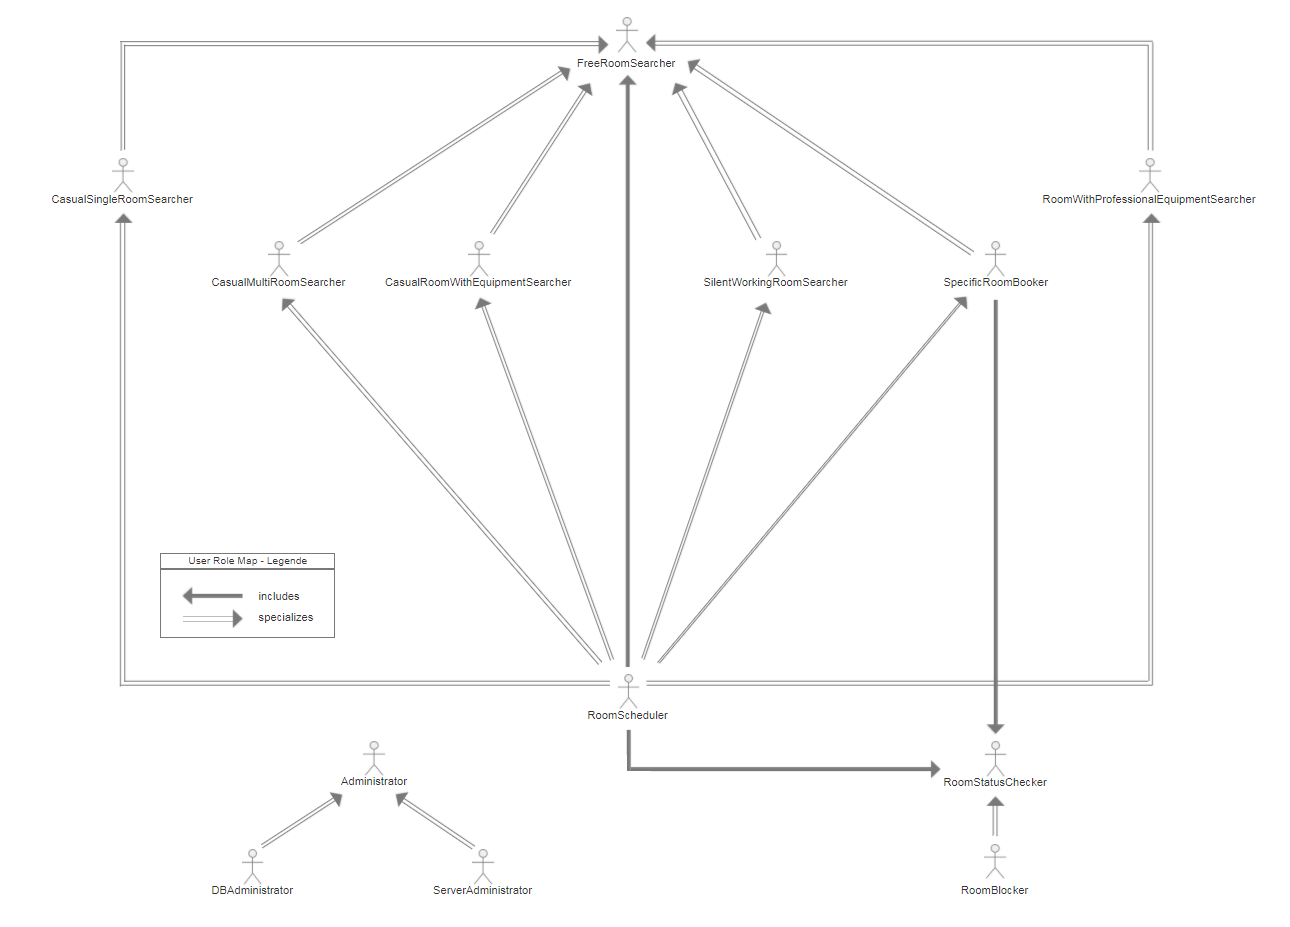 FreeRoomSearcher
CasualSingleRoomSearcher
RoomWithProfessionalEquipmentSearcher
CasualMultiRoomSearcher
CasualRoomWithEquipmentSearcher
SilentWorkingRoomSearcher
SpecificRoomBooker
User Role Map - Legende
includes
specializes
RoomScheduler
Administrator
RoomStatusChecker
DBAdministrator
ServerAdministrator
RoomBlocker